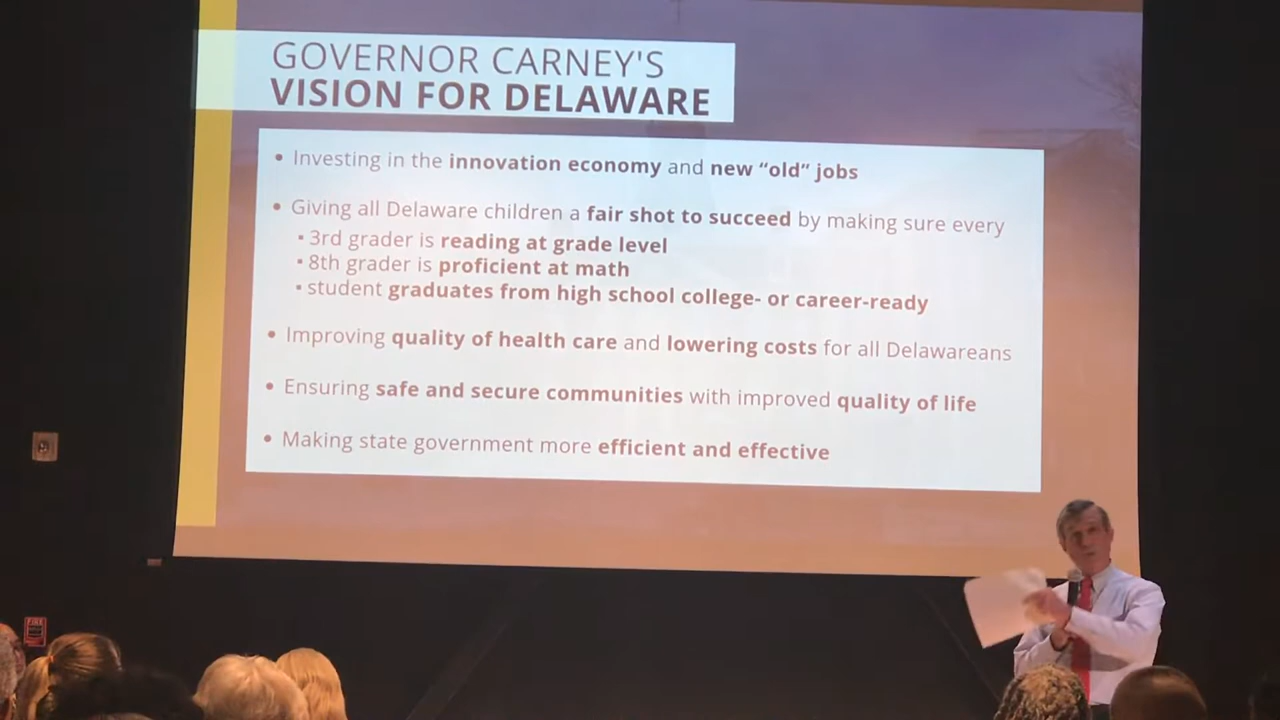 GOVERNOR CARNEY'S
VISION FOR DELAWARE
• Investing in the innovation economy and new “old” jobs
• Giving all Delaware children a fair shot to succeed by making sure every
▪ 3rd grader is reading at grade level
▪ 8th grader is proficient at math
▪ student graduates from high school college- or career-ready
• Improving quality of health care and lowering costs for all Delawareans
• Ensuring safe and secure communities with improved quality of life
• Making state government more efficient and effective
FIRE